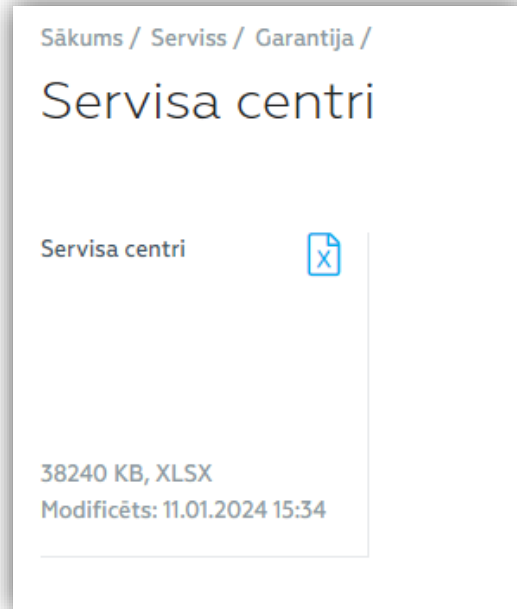 Sākums / Serviss / Garantija /
Servisa centri
Servisa centri
X
38240 KB, XLSX
Modificēts: 11.01.2024 15:34